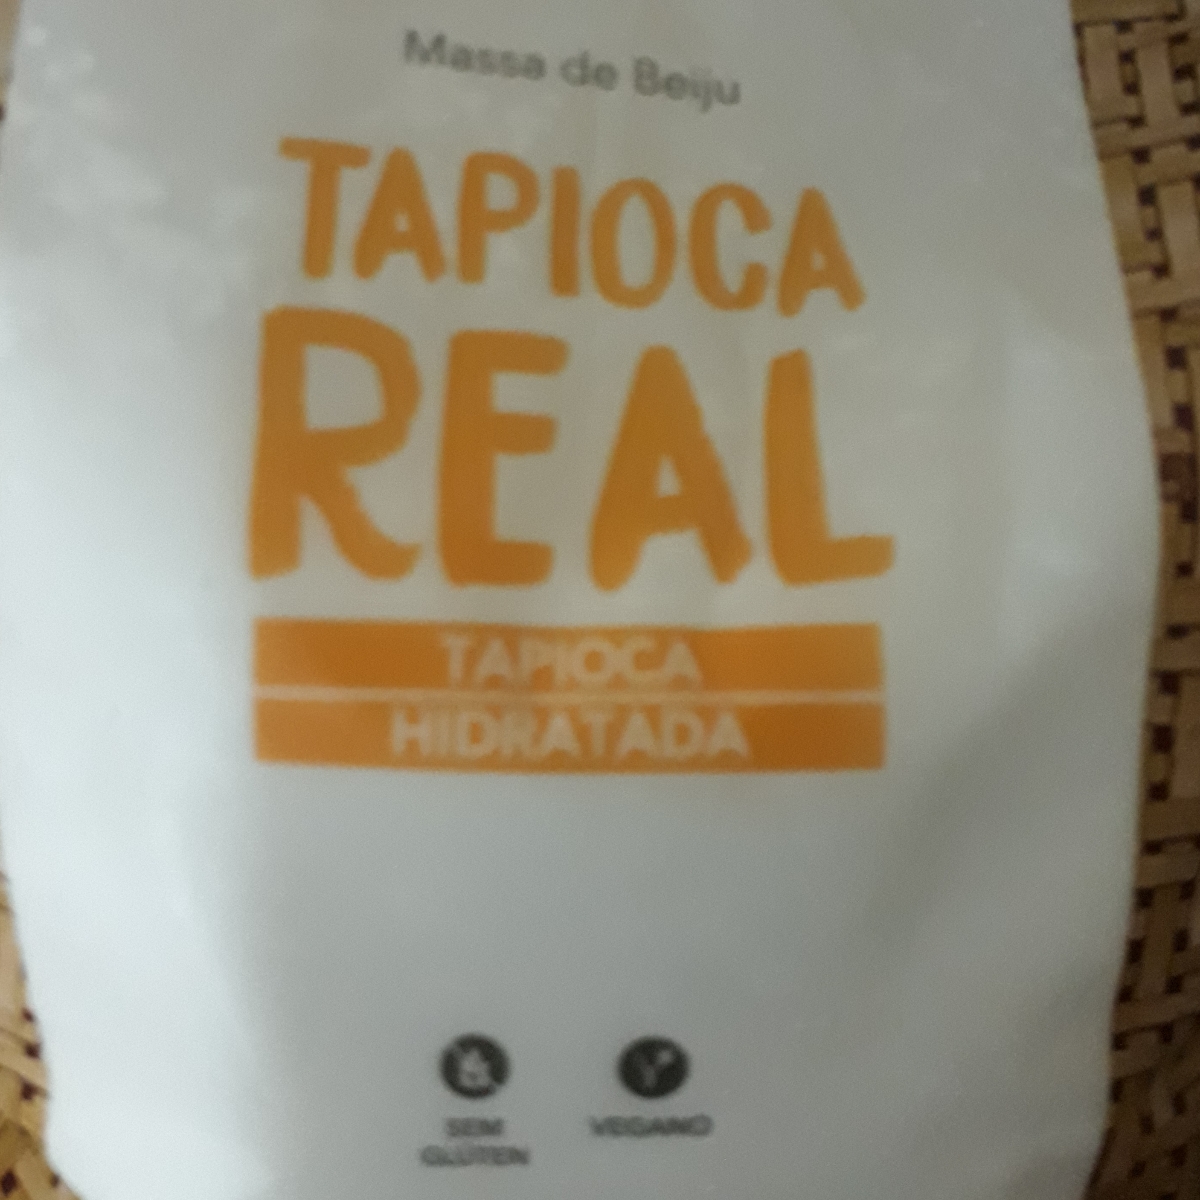 Massa de Beiju
TAPIOCA
REAL
TAPIOCA
HIDRATADA
SEM
GLÚTEN
VEGANO